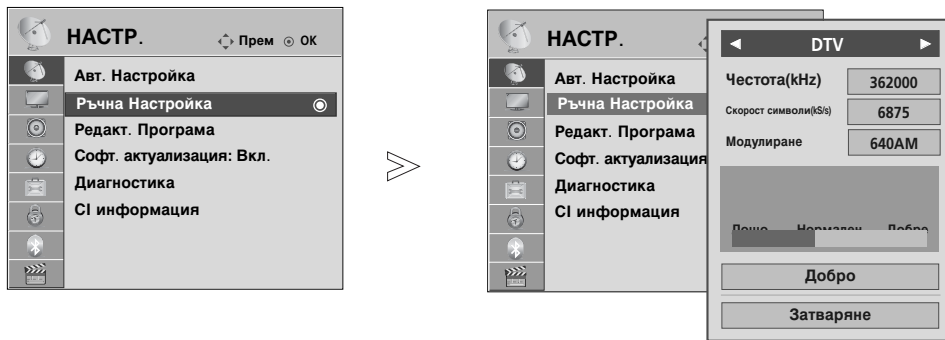 НАСТР.
Прем OK
Авт. Настройка
Ръчна Настройка
Редакт. Програма
Софт. актуализация: Вкл.
Диагностика
CI информация
НАСТР.
Авт. Настройка
Ръчна Настройка
Редакт. Програма
Софт. актуализация
Диагностика
CI информация
DTV
Честота(kHz) 362000
Скорост символи(kS/s) 6875
Модулиране 640AM
Лошо Нормален Добре
Добро
Затваряне